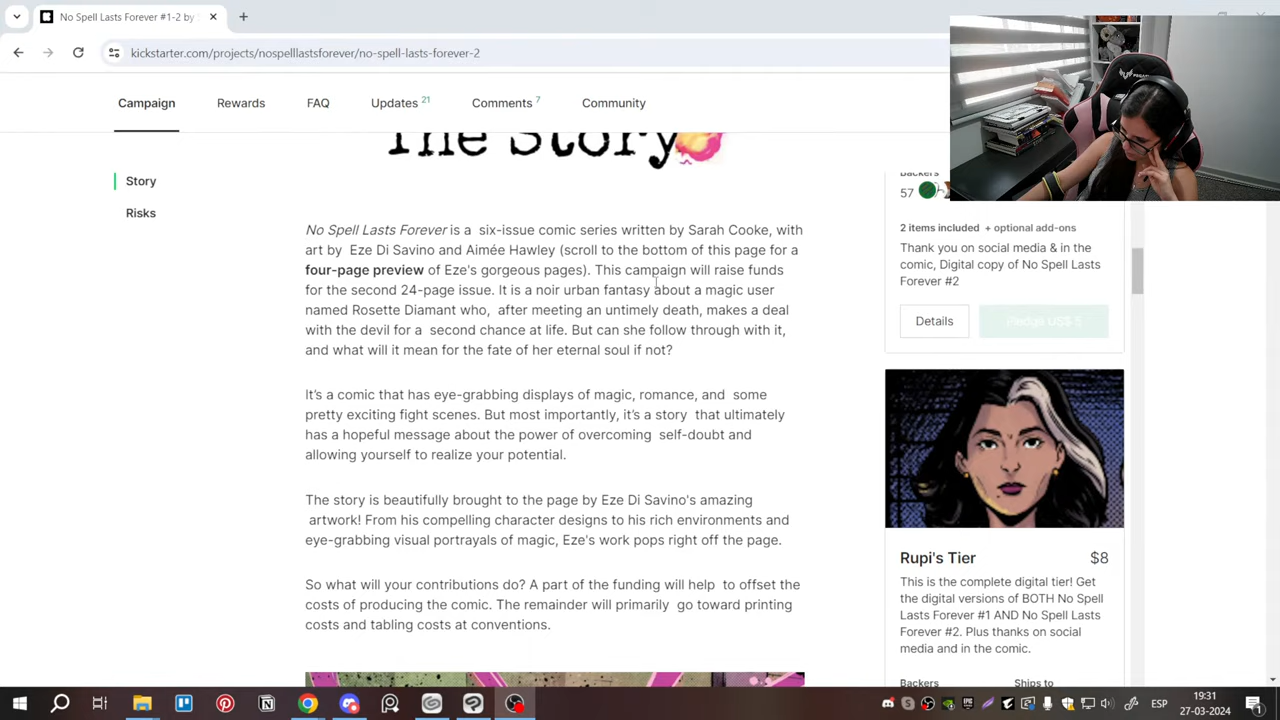 No Spell Lasts Forever #1-2 by
kickstarter.com/projects/nospelllastsforever/no-spell-lasts-forever-2
Campaign Rewards FAQ Updates 21 Comments 7 Community
The Story
Story
Risks
No Spell Lasts Forever is a six-issue comic series written by Sarah Cooke, with
art by Eze Di Savino and Aimée Hawley (scroll to the bottom of this page for a
four-page preview of Eze's gorgeous pages). This campaign will raise funds
for the second 24-page issue. It is a noir urban fantasy about a magic user
named Rosette Diamant who, after meeting an untimely death, makes a deal
with the devil for a second chance at life. But can she follow through with it,
and what will it mean for the fate of her eternal soul if not?
It's a comic that has eye-grabbing displays of magic, romance, and some
pretty exciting fight scenes. But most importantly, it's a story that ultimately
has a hopeful message about the power of overcoming self-doubt and
allowing yourself to realize your potential.
The story is beautifully brought to the page by Eze Di Savino's amazing
artwork! From his compelling character designs to his rich environments and
eye-grabbing visual portrayals of magic, Eze's work pops right off the page.
So what will your contributions do? A part of the funding will help to offset the
costs of producing the comic. The remainder will primarily go toward printing
costs and tabling costs at conventions.
Backers
57
2 items included + optional add-ons
Thank you on social media & in the
comic, Digital copy of No Spell Lasts
Forever #2
Details Pledge US$ 5
Rupi's Tier $8
This is the complete digital tier! Get
the digital versions of BOTH No Spell
Lasts Forever #1 AND No Spell Lasts
Forever #2. Plus thanks on social
media and in the comic.
Backers Ships to
ESP
19:31
27-03-2024